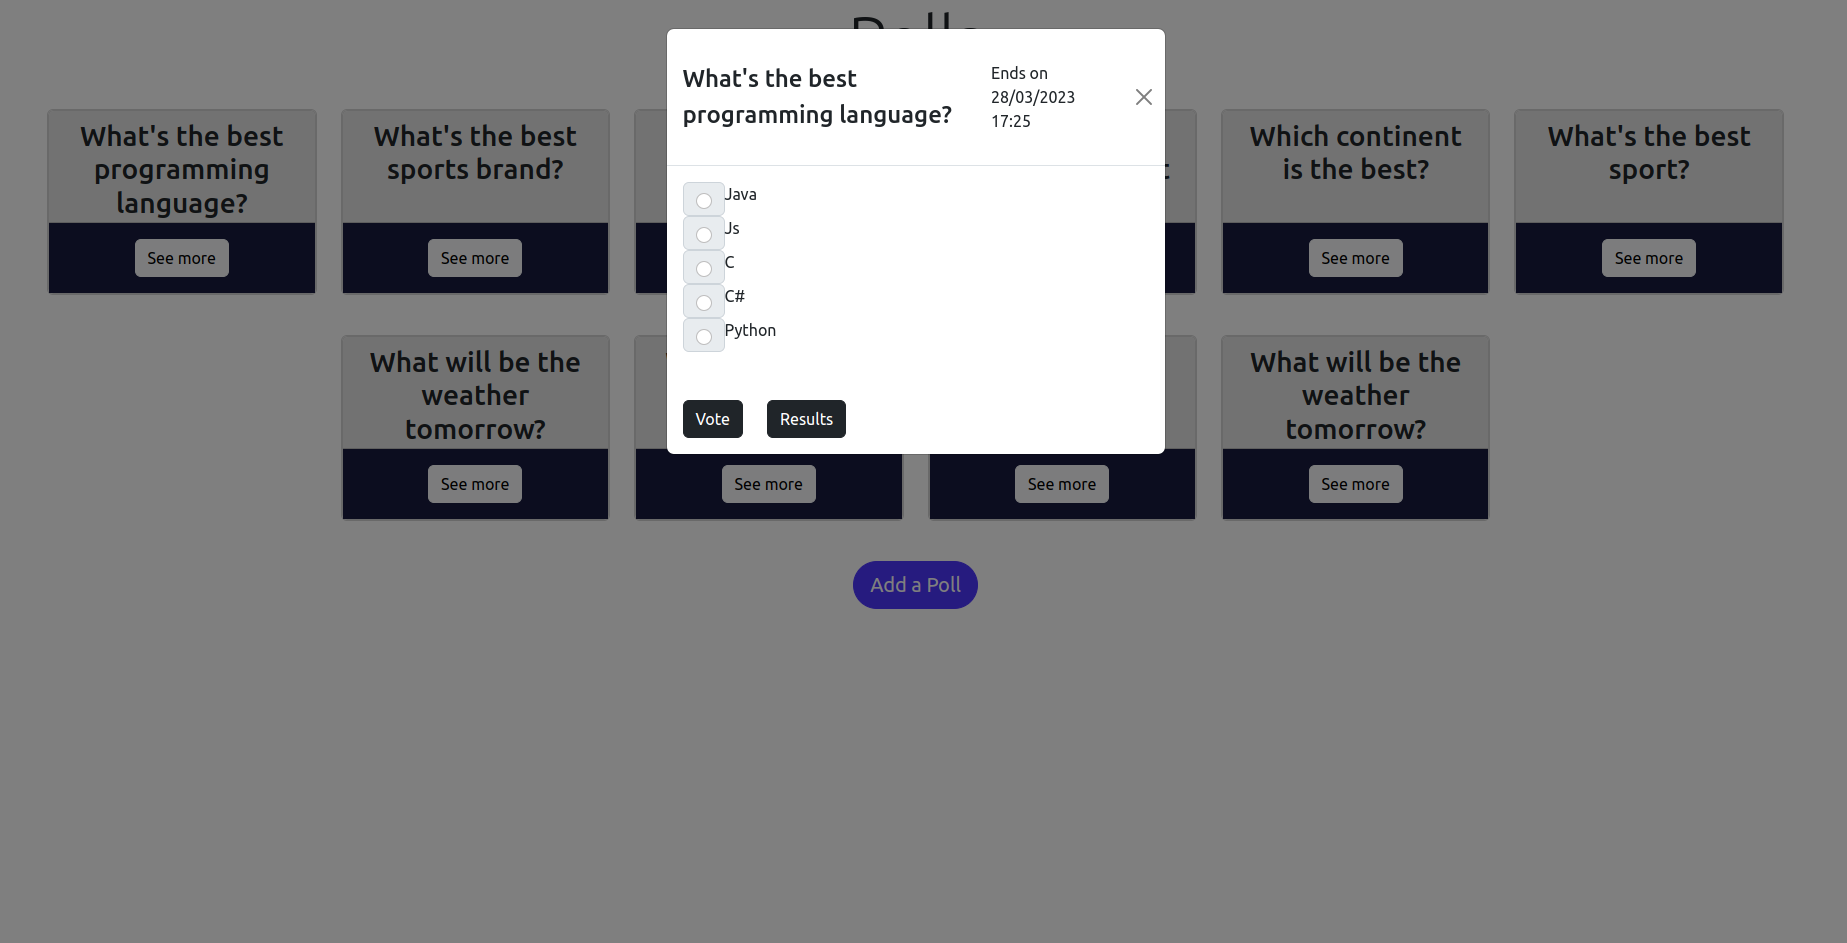 Polls
What's the best
programming language?
Ends on
28/03/2023
17:25
Java
Js
C
C#
Python
Vote
Results
What's the best
programming
language?
See more
What's the best
sports brand?
See more
Which continent
is the best?
See more
What's the best
sport?
See more
What will be the
weather
tomorrow?
See more
See more
See more
What will be the
weather
tomorrow?
See more
Add a Poll